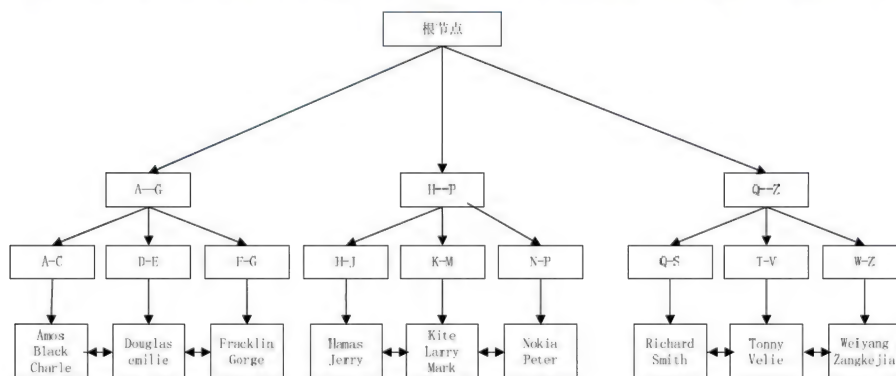 根节点
A—G
H--P
Q--Z
A-C
D-E
F-G
H-J
K-M
N-P
Q-S
T-V
W-Z
Amos
Black
Charle
Douglas
emilie
Fracklin
Gorge
Hamas
Jerry
Kite
Larry
Mark
Nokia
Peter
Richard
Smith
Tonny
Velie
Weiyang
Zangkejia